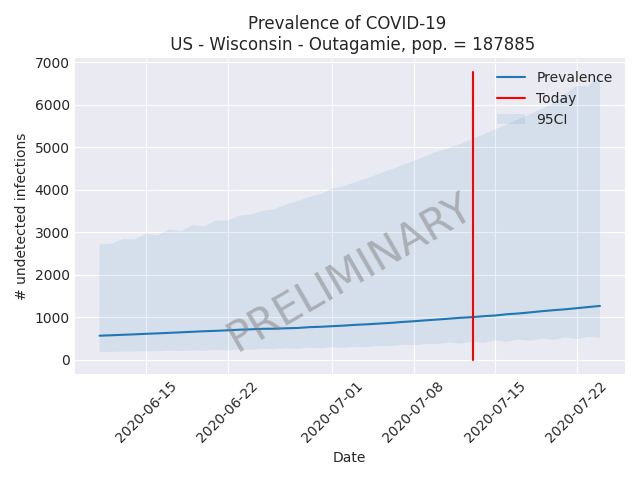 Prevalence of COVID-19
US - Wisconsin - Outagamie, pop. = 187885
7000
6000
5000
4000
3000
2000
1000
0
# undetected infections
Prevalence
Today
95CI
PRELIMINARY
2020-06-15
2020-06-22
2020-07-01
2020-07-08
2020-07-15
2020-07-22
Date